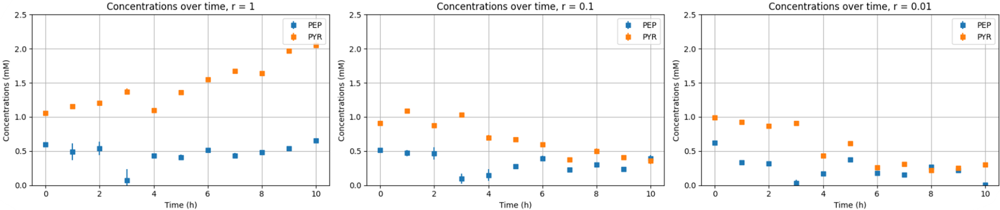 Concentrations over time, r = 1
Concentrations (mM)
2.5
2.0
1.5
1.0
0.5
0.0
0 2 4 6 8 10
Time (h)
PEP
PYR
Concentrations over time, r = 0.1
Concentrations (mM)
2.5
2.0
1.5
1.0
0.5
0.0
0 2 4 6 8 10
Time (h)
PEP
PYR
Concentrations over time, r = 0.01
Concentrations (mM)
2.5
2.0
1.5
1.0
0.5
0.0
0 2 4 6 8 10
Time (h)
PEP
PYR